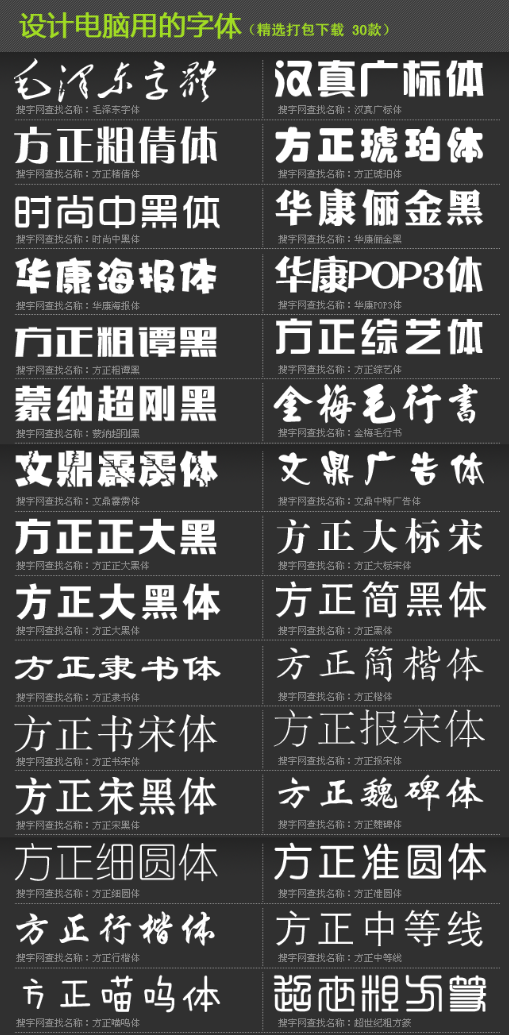 设计电脑用的字体（精选打包下载 30款）
毛泽东字体
搜字网查找名称：毛泽东字体
汉真广标体
搜字网查找名称：汉真广标体
方正粗倩体
搜字网查找名称：方正精倩体
方正琥珀体
搜字网查找名称：方正琥珀体
时尚中黑体
搜字网查找名称：时尚中黑体
华康俪金黑
搜字网查找名称：华康俪金黑
华康海报体
搜字网查找名称：华康海报体
华康POP3体
搜字网查找名称：华康POP3体
方正粗谭黑
搜字网查找名称：方正粗谭黑
方正综艺体
搜字网查找名称：方正综艺体
蒙纳超刚黑
搜字网查找名称：蒙纳超刚黑
金梅毛行書
搜字网查找名称：金梅毛行书
文鼎霹雳体
搜字网查找名称：文鼎霹雳体
文鼎广告体
搜字网查找名称：文鼎中特广告体
方正正大黑
搜字网查找名称：方正正大黑体
方正大标宋
搜字网查找名称：方正大标宋体
方正大黑体
搜字网查找名称：方正大黑体
方正简黑体
搜字网查找名称：方正黑体
方正隶书体
搜字网查找名称：方正隶书体
方正简楷体
搜字网查找名称：方正楷体
方正书宋体
搜字网查找名称：方正书宋体
方正报宋体
搜字网查找名称：方正报宋体
方正宋黑体
搜字网查找名称：方正宋黑体
方正魏碑体
搜字网查找名称：方正魏碑体
方正细圆体
搜字网查找名称：方正细圆体
方正准圆体
搜字网查找名称：方正准圆体
方正行楷体
搜字网查找名称：方正行楷体
方正中等线
搜字网查找名称：方正中等线
方正喵呜体
搜字网查找名称：方正喵呜体
超世粗方篆
搜字网查找名称：超世纪粗方篆